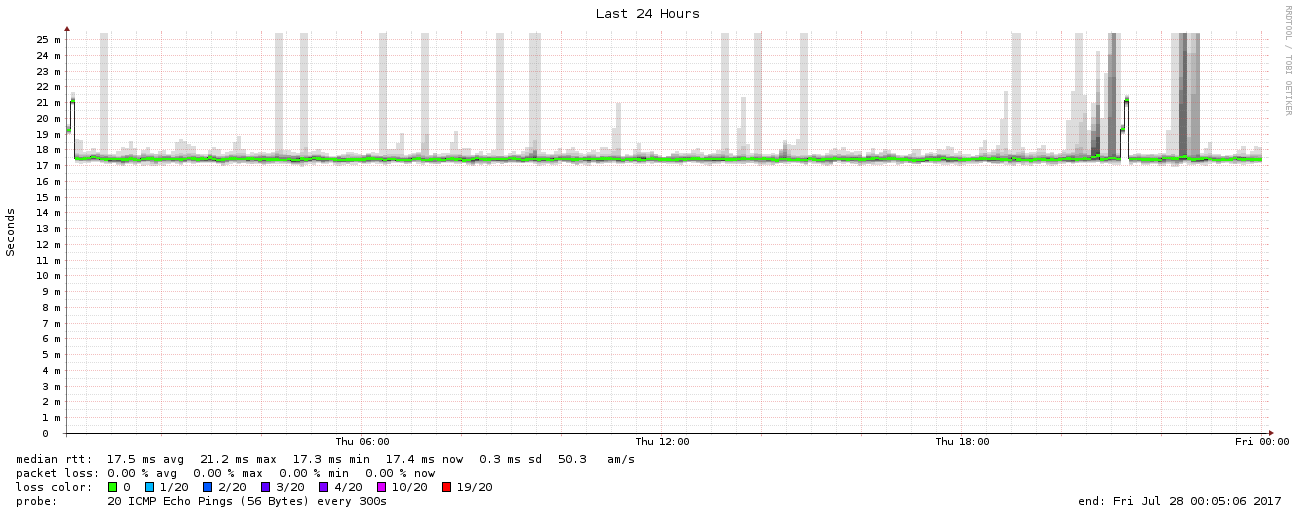 Last 24 Hours
RRDTOOL / TOBI OETIKER
Seconds
25 m
24 m
23 m
22 m
21 m
20 m
19 m
18 m
17 m
16 m
15 m
14 m
13 m
12 m
11 m
10 m
9 m
8 m
7 m
6 m
5 m
4 m
3 m
2 m
1 m
0
Thu 06:00 Thu 12:00 Thu 18:00 Fri 00:00
median rtt: 17.5 ms avg 21.2 ms max 17.3 ms min 17.4 ms now 0.3 ms sd 50.3 am/s
packet loss: 0.00 % avg 0.00 % max 0.00 % min 0.00 % now
loss color: 0 1/20 2/20 3/20 4/20 10/20 19/20
probe: 20 ICMP Echo Pings (56 Bytes) every 300s end: Fri Jul 28 00:05:06 2017